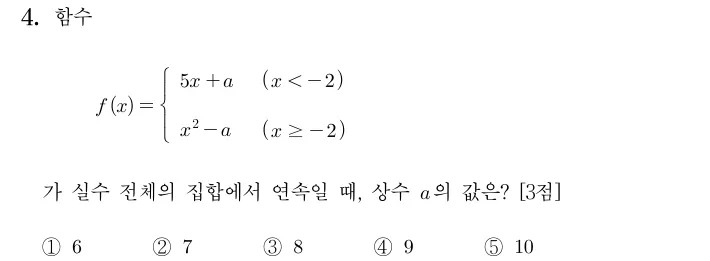 4. 함수
f(x) = { 5x + a (x < -2)
x² - a (x ≥ -2)
가 실수 전체의 집합에서 연속일 때, 상수 a의 값은? [3점]
① 6 ② 7 ③ 8 ④ 9 ⑤ 10